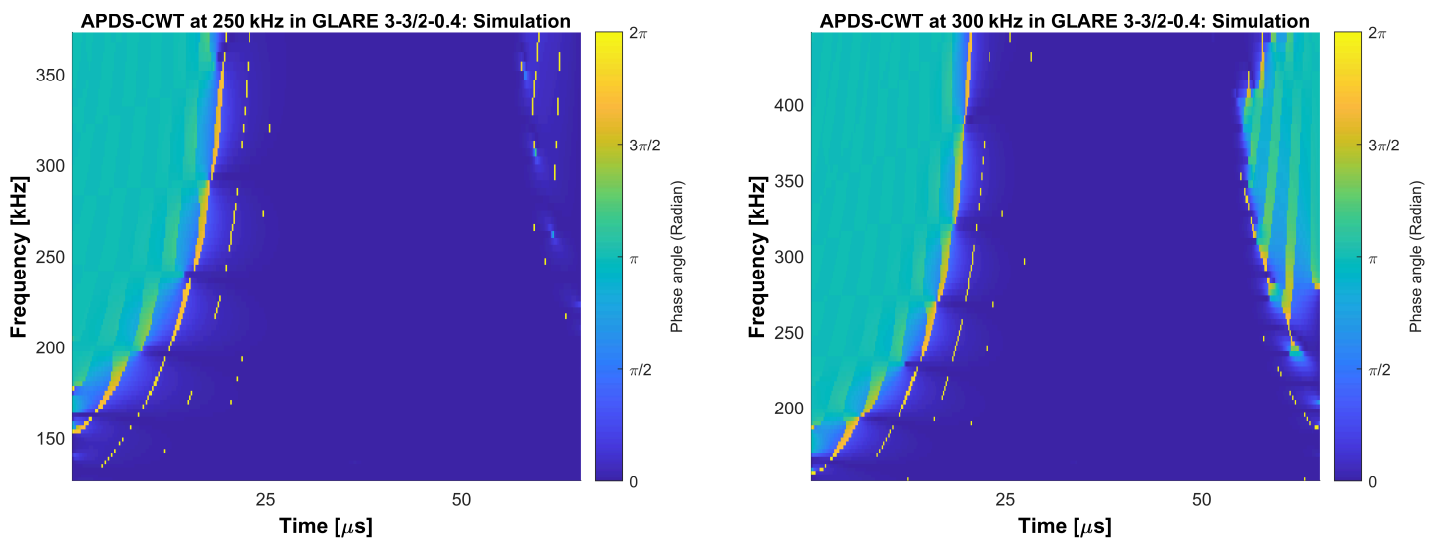 APDS-CWT at 250 kHz in GLARE 3-3/2-0.4: Simulation
2π
350
3π/2
300
250
π
200
π/2
150
0
25
50
Frequency [kHz]
Time [μs]
Phase angle (Radian)
APDS-CWT at 300 kHz in GLARE 3-3/2-0.4: Simulation
2π
400
3π/2
350
300
π
250
π/2
200
0
25
50
Frequency [kHz]
Time [μs]
Phase angle (Radian)